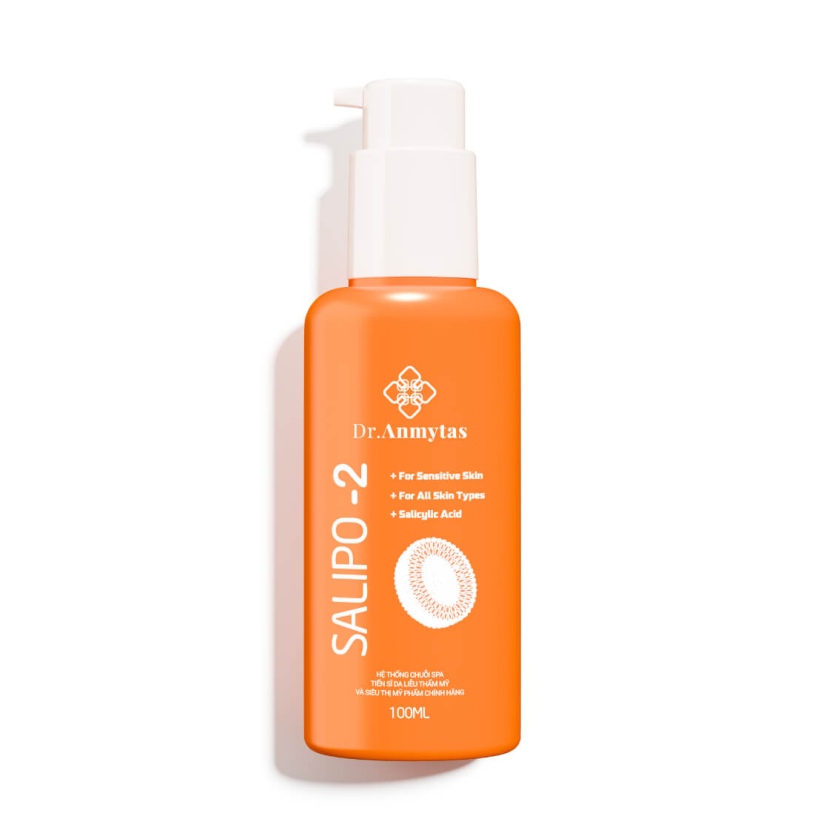 Dr.Anmytas
SALIPO -2
+ For Sensitive Skin
+ For All Skin Types
+ Salicylic Acid
HỆ THỐNG CHUỖI SPA
TIẾN SĨ DA LIỄU THẨM MỸ
VÀ SIÊU THỊ MỸ PHẨM CHÍNH HÃNG
100ML